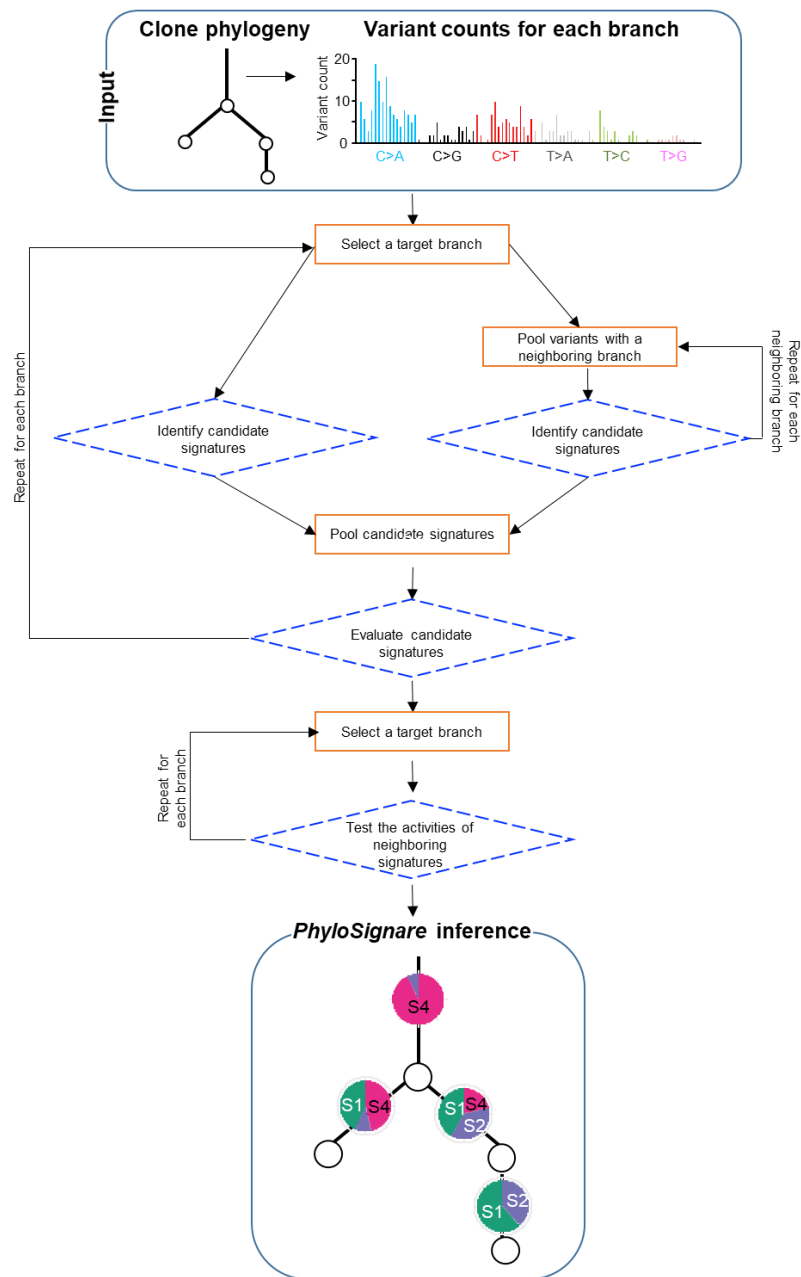 Clone phylogeny
Variant counts for each branch
Input
Variant count
20
10
0
C>A
C>G
C>T
T>A
T>C
T>G
Select a target branch
Pool variants with a
neighboring branch
Repeat for each
neighboring branch
Repeat for each branch
Identify candidate
signatures
Identify candidate
signatures
Pool candidate signatures
Evaluate candidate
signatures
Select a target branch
Repeat for
each branch
Test the activities of
neighboring
signatures
PhyloSignare inference
S4
S1
S4
S1
S4
S2
S1
S2